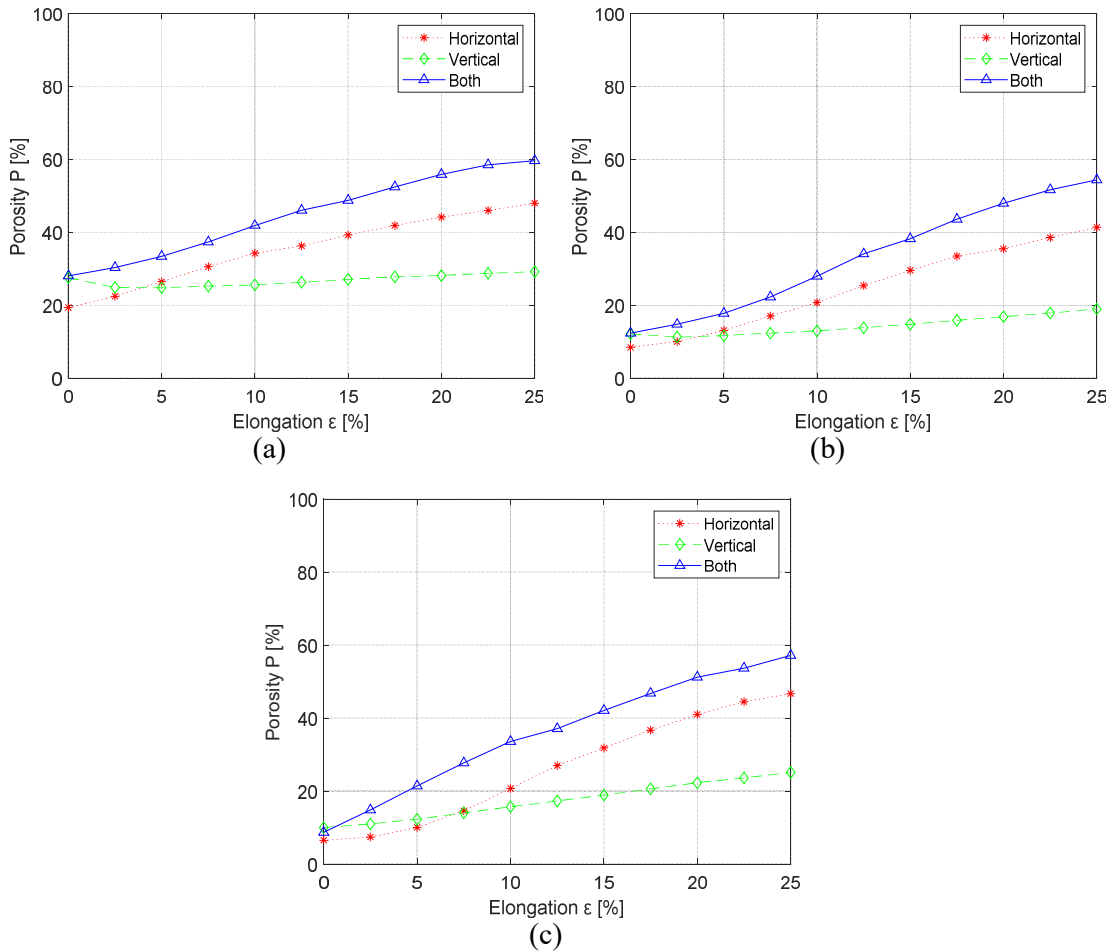 100
80
60
40
20
0
Porosity P [%]
Horizontal
Vertical
Both
0 5 10 15 20 25
Elongation ε [%]
(a)
100
80
60
40
20
0
Porosity P [%]
Horizontal
Vertical
Both
0 5 10 15 20 25
Elongation ε [%]
(b)
100
80
60
40
20
0
Porosity P [%]
Horizontal
Vertical
Both
0 5 10 15 20 25
Elongation ε [%]
(c)